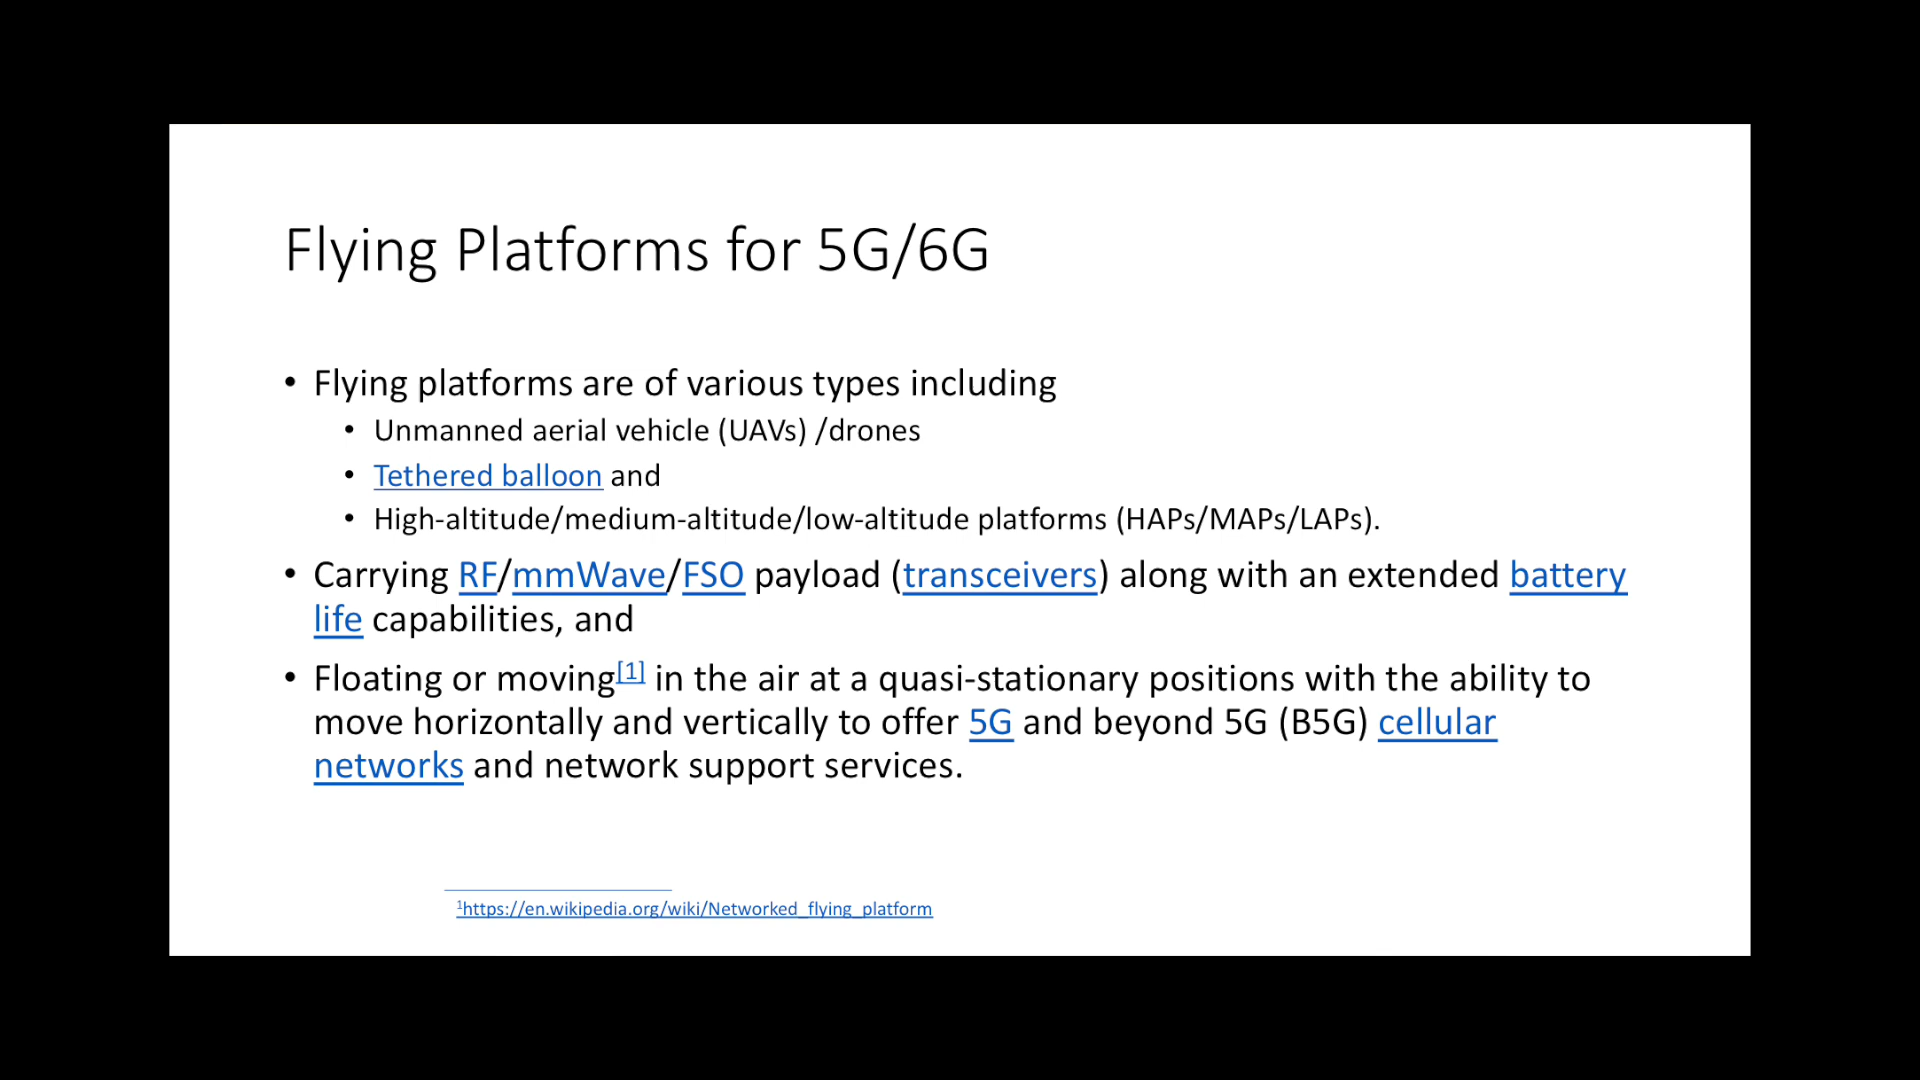 Flying Platforms for 5G/6G
• Flying platforms are of various types including
• Unmanned aerial vehicle (UAVs) /drones
• Tethered balloon and
• High-altitude/medium-altitude/low-altitude platforms (HAPs/MAPs/LAPs).
• Carrying RF/mmWave/FSO payload (transceivers) along with an extended battery
life capabilities, and
• Floating or moving[1] in the air at a quasi-stationary positions with the ability to
move horizontally and vertically to offer 5G and beyond 5G (B5G) cellular
networks and network support services.
1https://en.wikipedia.org/wiki/Networked_flying_platform